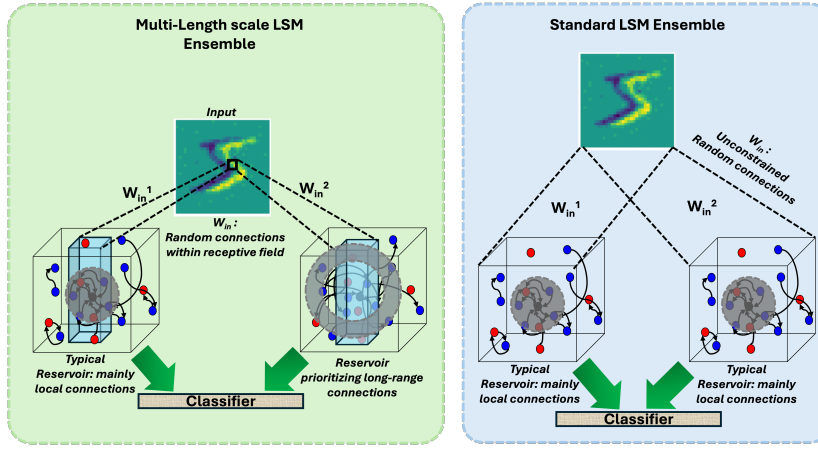 Multi-Length scale LSM
Ensemble
Input
W_in^1
W_in^2
W_in :
Random connections
within receptive field
Typical
Reservoir: mainly
local connections
Reservoir
prioritizing long-range
connections
Classifier
Standard LSM Ensemble
W_in :
Unconstrained
Random connections
W_in^1
W_in^2
Typical
Reservoir: mainly
local connections
Typical
Reservoir: mainly
local connections
Classifier